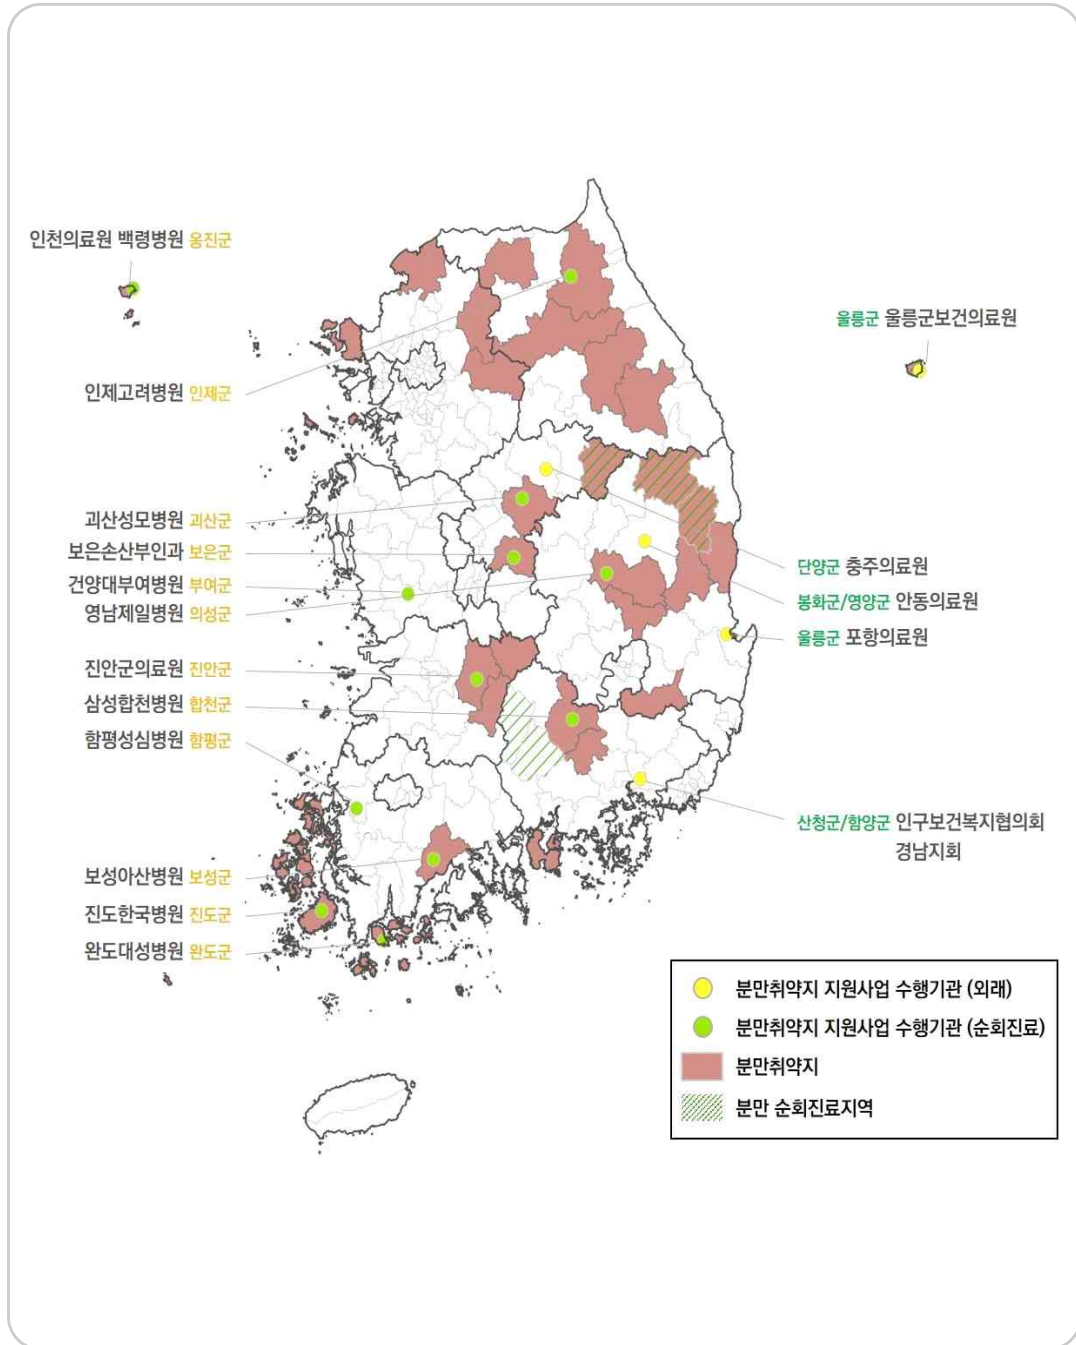 인천의료원 백령병원 옹진군
울릉군 울릉군보건의료원
인제고려병원 인제군
괴산성모병원 괴산군
보은손산부인과 보은군
건양대부여병원 부여군
영남제일병원 의성군
진안군의료원 진안군
삼성합천병원 합천군
함평성심병원 함평군
보성아산병원 보성군
진도한국병원 진도군
완도대성병원 완도군
단양군 충주의료원
봉화군/영양군 안동의료원
울릉군 포항의료원
산청군/함양군 인구보건복지협의회
경남지회
분만취약지 지원사업 수행기관 (외래)
분만취약지 지원사업 수행기관 (순회진료)
분만취약지
분만 순회진료지역